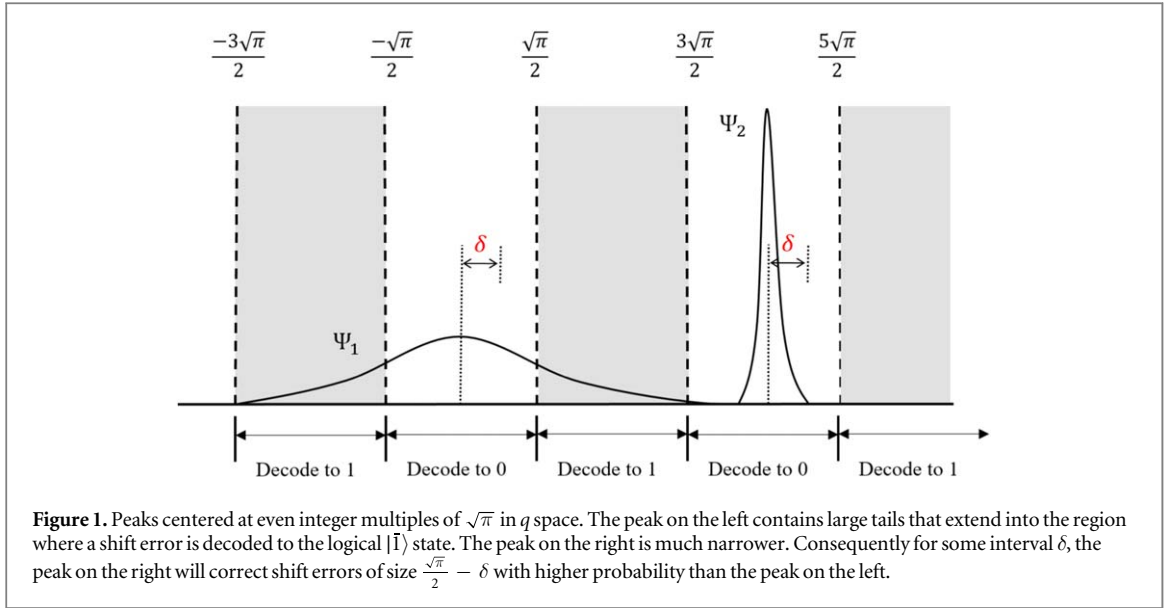 −3√π/2 −√π/2 √π/2 3√π/2 5√π/2
Ψ₂
δ δ
Ψ₁
Decode to 1 Decode to 0 Decode to 1 Decode to 0 Decode to 1
Figure 1. Peaks centered at even integer multiples of √π in q space. The peak on the left contains large tails that extend into the region
where a shift error is decoded to the logical |1̄⟩ state. The peak on the right is much narrower. Consequently for some interval δ, the
peak on the right will correct shift errors of size √π/2 − δ with higher probability than the peak on the left.